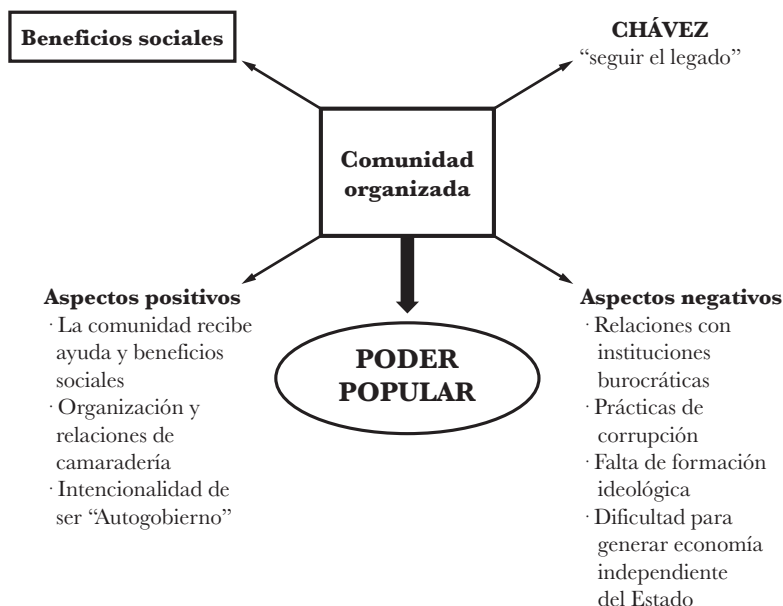 Beneficios sociales
CHÁVEZ
“seguir el legado”
Comunidad
organizada
Aspectos positivos
· La comunidad recibe
ayuda y beneficios
sociales
· Organización y
relaciones de
camaradería
· Intencionalidad de
ser “Autogobierno”
PODER
POPULAR
Aspectos negativos
· Relaciones con
instituciones
burocráticas
· Prácticas de
corrupción
· Falta de formación
ideológica
· Dificultad para
generar economía
independiente
del Estado